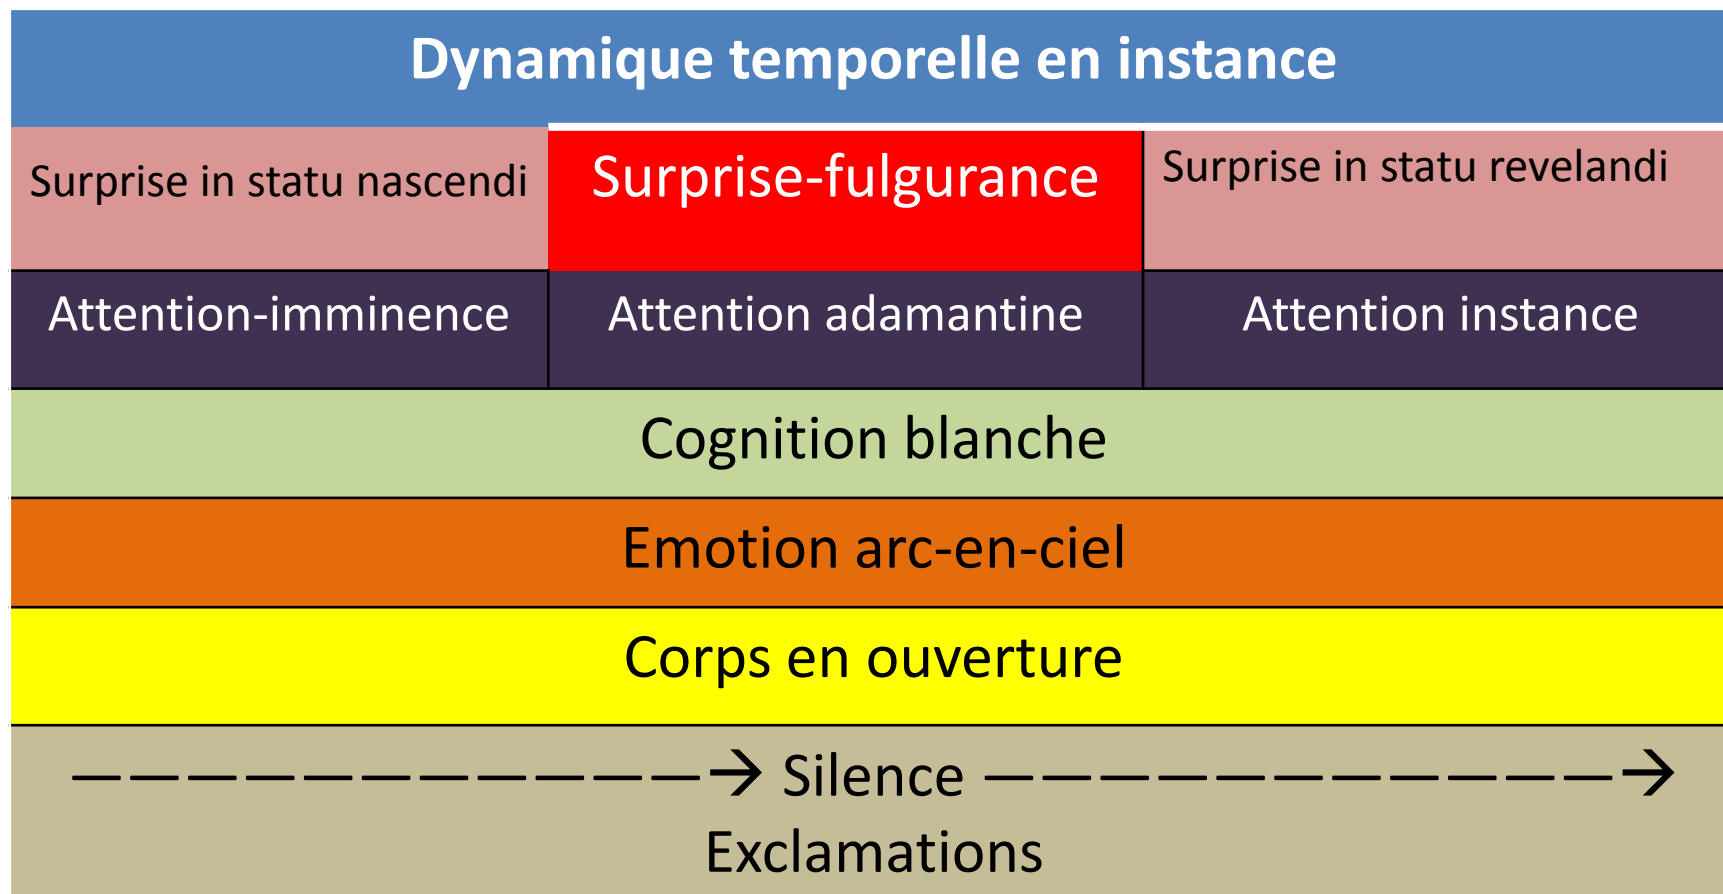 Dynamique temporelle en instance
Surprise in statu nascendi
Surprise-fulgurance
Surprise in statu revelandi
Attention-imminence
Attention adamantine
Attention instance
Cognition blanche
Emotion arc-en-ciel
Corps en ouverture
— — — — — — — — — — — → Silence — — — — — — — — — — — →
Exclamations